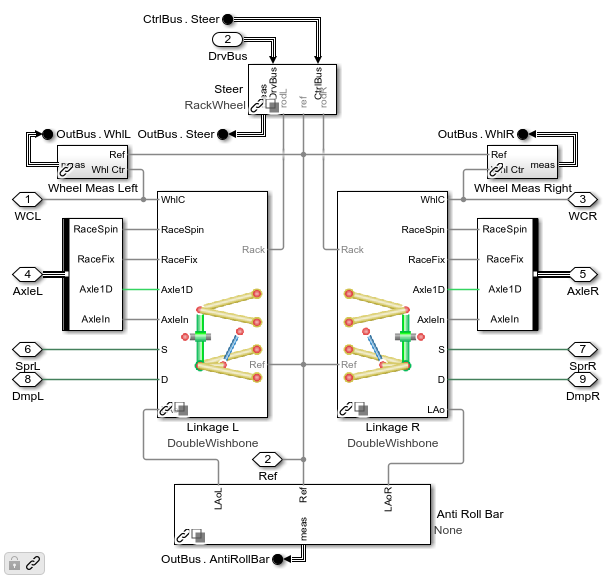 CtrlBus . Steer
2
DrvBus
DrvBus
CtrlBus
Steer
RackWheel
rodL
ref
rodR
OutBus . WhlL
OutBus . Steer
OutBus . WhlR
Ref
Whl Ctr
Wheel Meas Left
Ref
meas
Wheel Meas Right
1
WCL
WhlC
WhlC
3
WCR
RaceSpin
RaceSpin
RaceSpin
RaceSpin
Rack
Rack
4
AxleL
RaceFix
RaceFix
RaceFix
RaceFix
5
AxleR
Axle1D
Axle1D
Axle1D
Axle1D
AxleIn
AxleIn
AxleIn
AxleIn
6
SprL
S
S
7
SprR
Ref
Ref
8
DmpL
D
D
9
DmpR
LAo
Linkage L
DoubleWishbone
Linkage R
DoubleWishbone
2
Ref
LAoL
Ref
LAoR
meas
Anti Roll Bar
None
OutBus . AntiRollBar